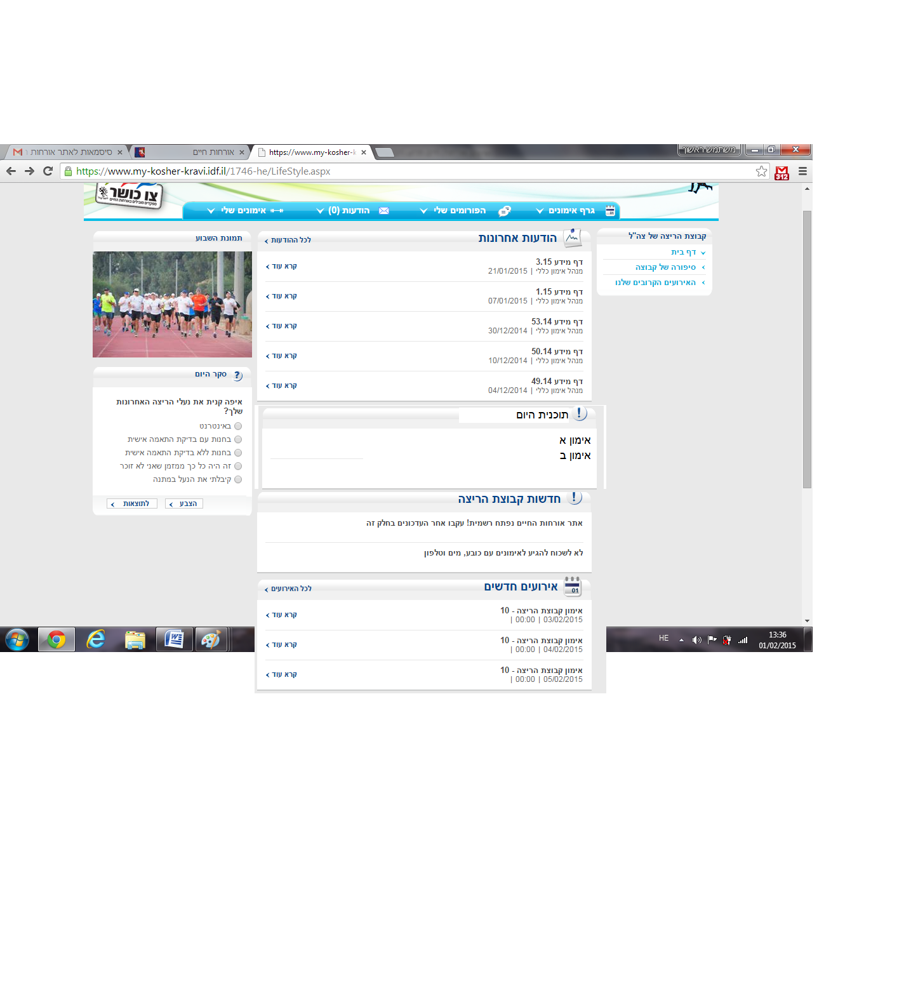 סיסמאות לאתר אורחות ו
אורחות חיים
https://www.my-kosher-k
משתמש ראשון
https://www.my-kosher-kravi.idf.il/1746-he/LifeStyle.aspx
312
צו כושר
גרף אימונים
הפורומים שלי
הודעות (0)
אימונים שלי
קבוצת הריצה של צה"ל
דף בית
סיפורה של קבוצה
האירועים הקרובים שלנו
הודעות אחרונות
לכל ההודעות
דף מידע 3.15
מנהל אימון כללי | 21/01/2015
קרא עוד
דף מידע 1.15
מנהל אימון כללי | 07/01/2015
קרא עוד
דף מידע 53.14
מנהל אימון כללי | 30/12/2014
קרא עוד
דף מידע 50.14
מנהל אימון כללי | 10/12/2014
קרא עוד
דף מידע 49.14
מנהל אימון כללי | 04/12/2014
קרא עוד
תוכנית היום
אימון א
אימון ב
חדשות קבוצת הריצה
אתר אורחות החיים נפתח רשמית! עקבו אחר העדכונים בחלק זה
לא לשכוח להגיע לאימונים עם כובע, מים וטלפון
אירועים חדשים
לכל האירועים
אימון קבוצת הריצה - 10
03/02/2015 | 00:00 |
קרא עוד
אימון קבוצת הריצה - 10
04/02/2015 | 00:00 |
קרא עוד
אימון קבוצת הריצה - 10
05/02/2015 | 00:00 |
קרא עוד
תמונת השבוע
סקר היום
איפה קנית את נעלי הריצה האחרונות
שלך?
באינטרנט
בחנות עם בדיקת התאמה אישית
בחנות ללא בדיקת התאמה אישית
זה היה כל כך ממזמן שאני לא זוכר
קיבלתי את הנעל במתנה
הצבע
לתוצאות
HE
13:36
01/02/2015